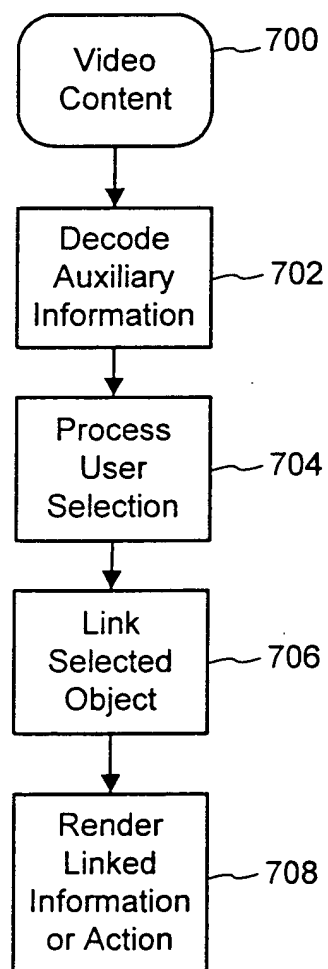 Video
Content
700
Decode
Auxiliary
Information
702
Process
User
Selection
704
Link
Selected
Object
706
Render
Linked
Information
or Action
708